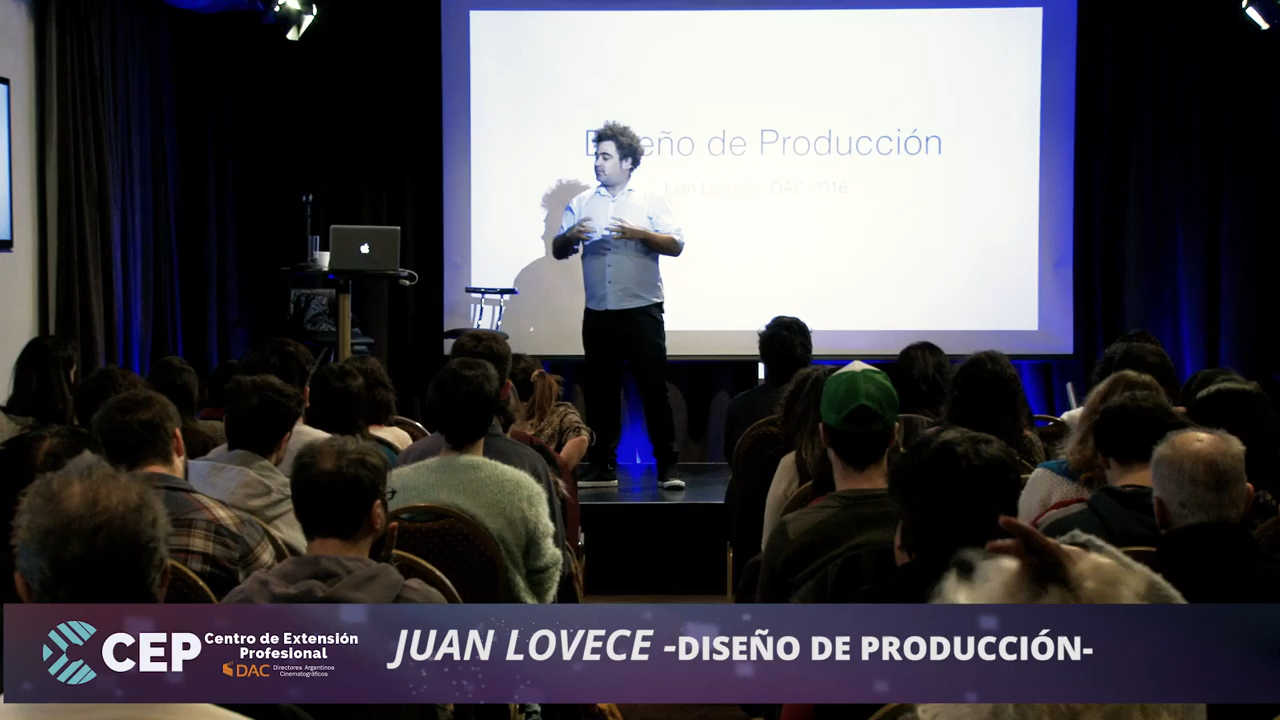 Diseño de Producción
Juan Lovece - DAC 2016
CEP
Centro de Extensión
Profesional
DAC
Directores Argentinos
Cinematográficos
JUAN LOVECE -DISEÑO DE PRODUCCIÓN-